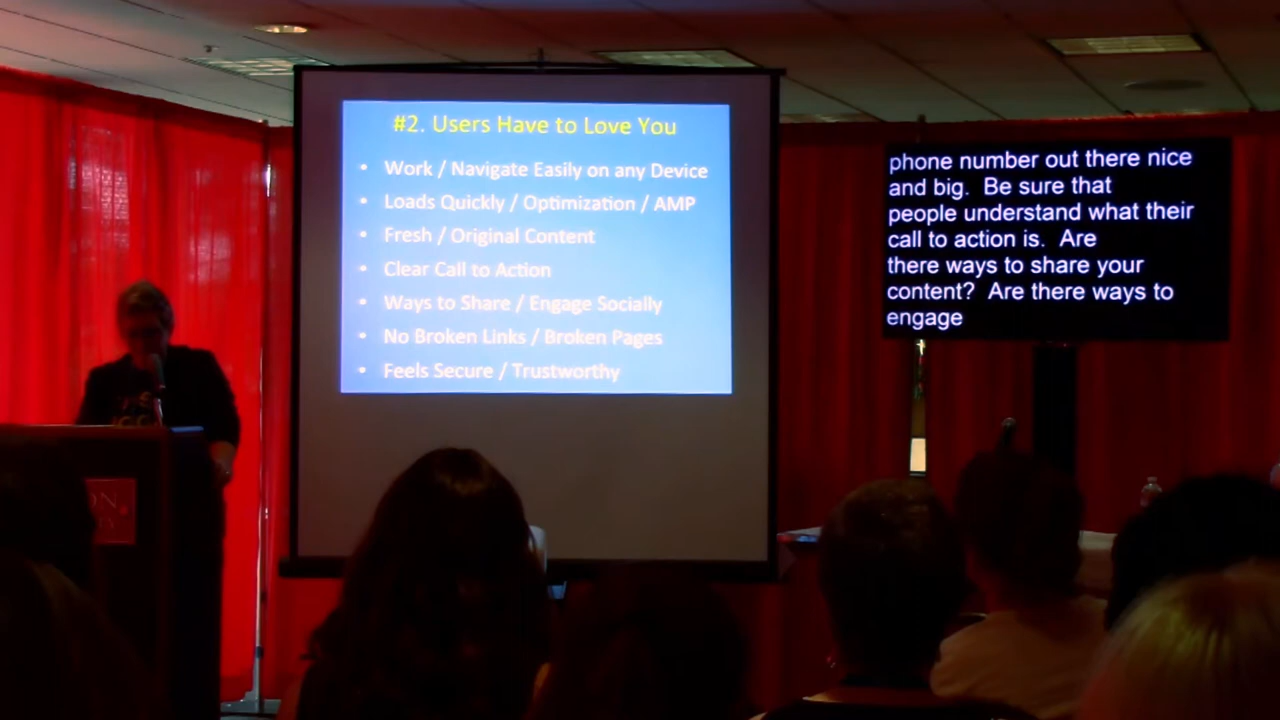 #2. Users Have to Love You
• Work / Navigate Easily on any Device
• Loads Quickly / Optimization / AMP
• Fresh / Original Content
• Clear Call to Action
• Ways to Share / Engage Socially
• No Broken Links / Broken Pages
• Feels Secure / Trustworthy
phone number out there nice
and big.  Be sure that
people understand what their
call to action is.  Are
there ways to share your
content?  Are there ways to
engage